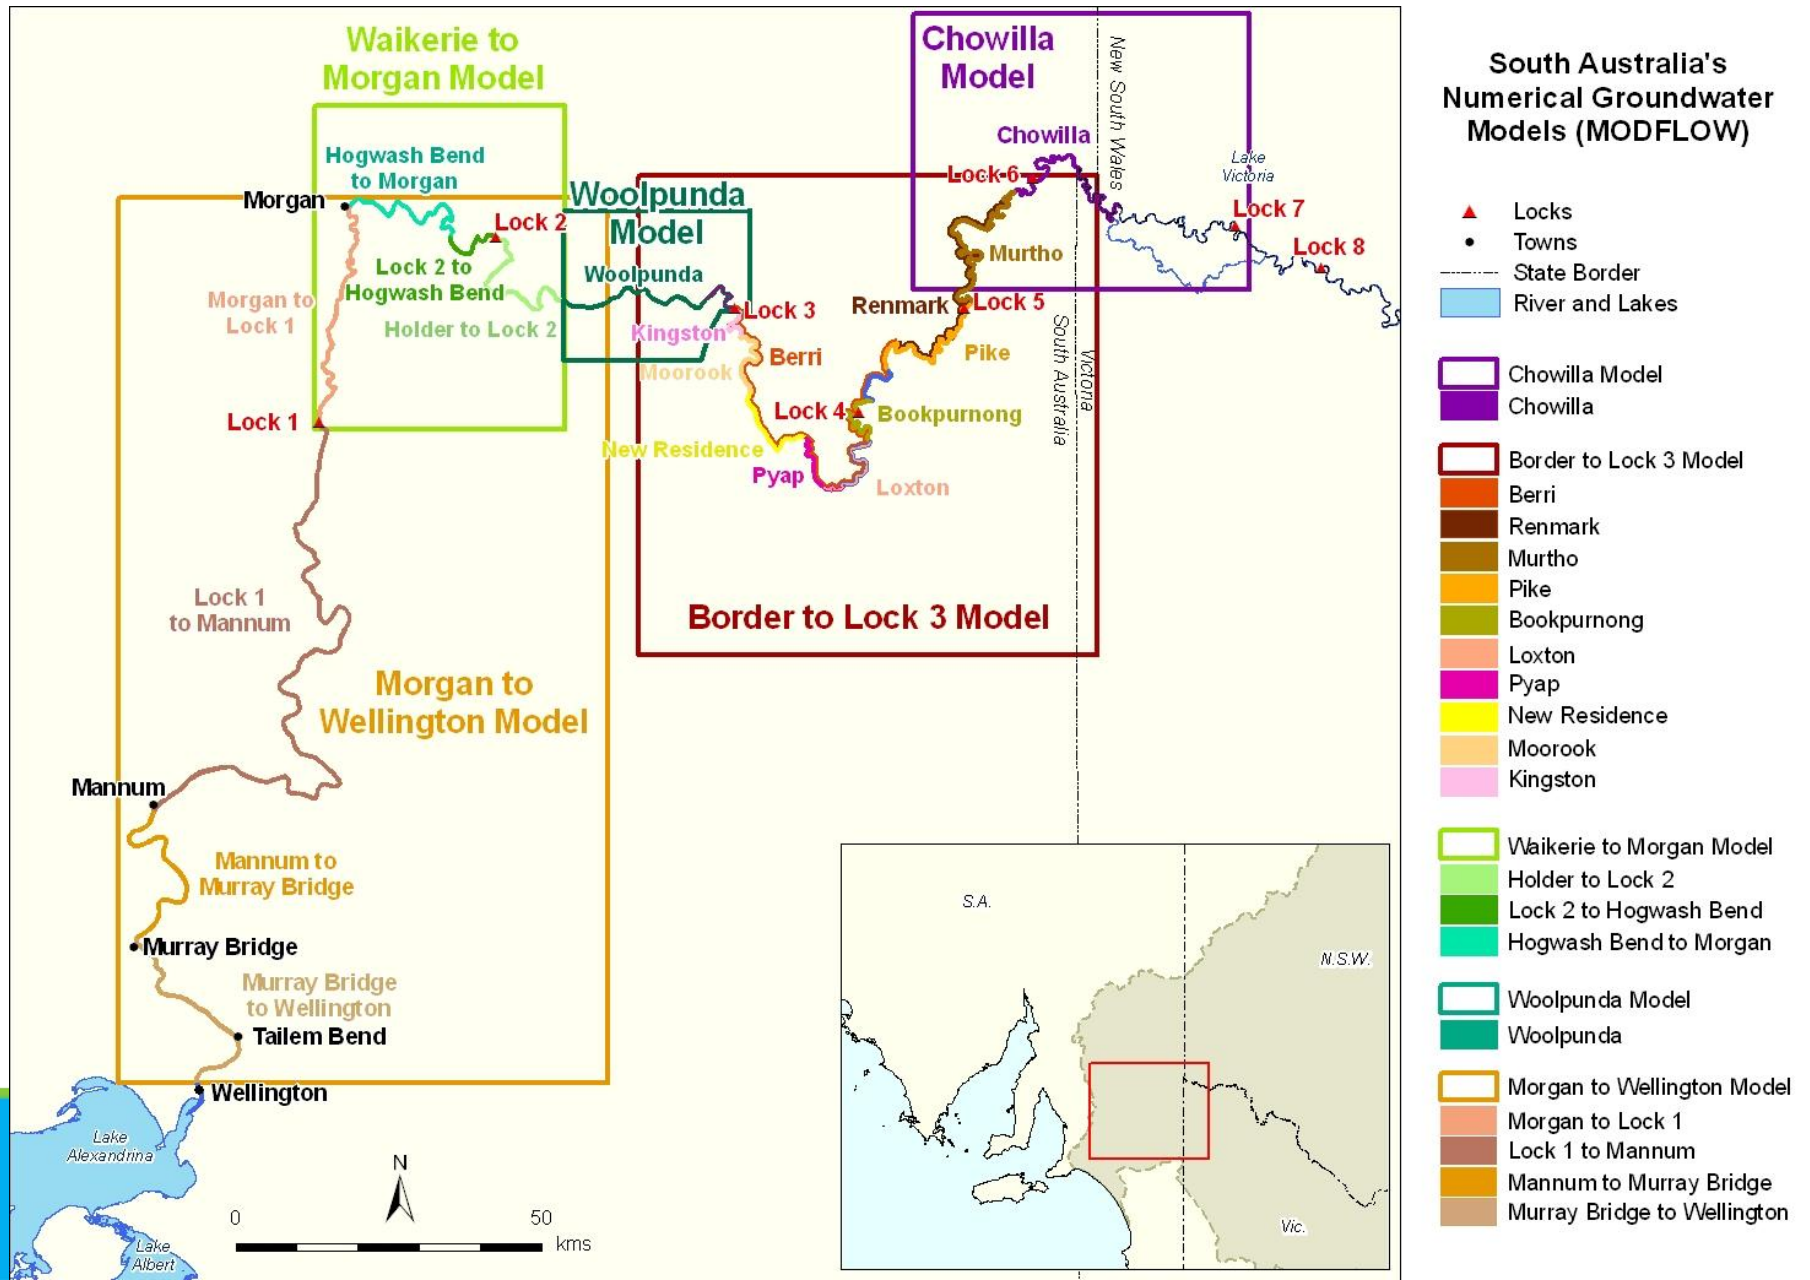 Waikerie to
Morgan Model
Chowilla
Model
New South Wales
Chowilla
Hogwash Bend
to Morgan
Lake
Victoria
Lock 6
Morgan
Woolpunda
Model
Lock 2
Lock 7
Lock 8
Murtho
Lock 2 to
Hogwash Bend
Woolpunda
Morgan to
Lock 1
Holder to Lock 2
Lock 3
Kingston
Renmark
Lock 5
Berri
Pike
Moorook
South Australia
Victoria
Lock 4
Bookpurnong
Lock 1
New Residence
Pyap
Loxton
Lock 1
to Mannum
Border to Lock 3 Model
Morgan to
Wellington Model
Mannum
Mannum to
Murray Bridge
Murray Bridge
Murray Bridge
to Wellington
Tailem Bend
Wellington
Lake
Alexandrina
Lake
Albert
N
0
50
kms
S.A.
N.S.W.
Vic.
South Australia's
Numerical Groundwater
Models (MODFLOW)
Locks
Towns
State Border
River and Lakes
Chowilla Model
Chowilla
Border to Lock 3 Model
Berri
Renmark
Murtho
Pike
Bookpurnong
Loxton
Pyap
New Residence
Moorook
Kingston
Waikerie to Morgan Model
Holder to Lock 2
Lock 2 to Hogwash Bend
Hogwash Bend to Morgan
Woolpunda Model
Woolpunda
Morgan to Wellington Model
Morgan to Lock 1
Lock 1 to Mannum
Mannum to Murray Bridge
Murray Bridge to Wellington